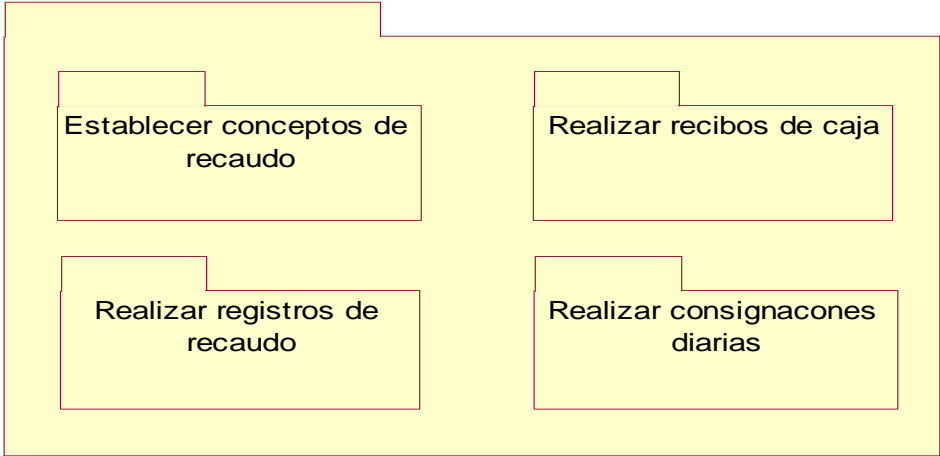 Establecer conceptos de
recaudo
Realizar recibos de caja
Realizar registros de
recaudo
Realizar consignacones
diarias